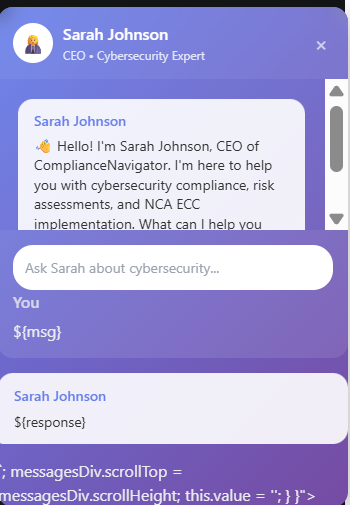 Sarah Johnson
CEO • Cybersecurity Expert
×
Sarah Johnson
👋 Hello! I'm Sarah Johnson, CEO of
ComplianceNavigator. I'm here to help
you with cybersecurity compliance, risk
assessments, and NCA ECC
implementation. What can I help you
Ask Sarah about cybersecurity...
You
${msg}
Sarah Johnson
${response}
`; messagesDiv.scrollTop =
messagesDiv.scrollHeight; this.value = ''; } }">